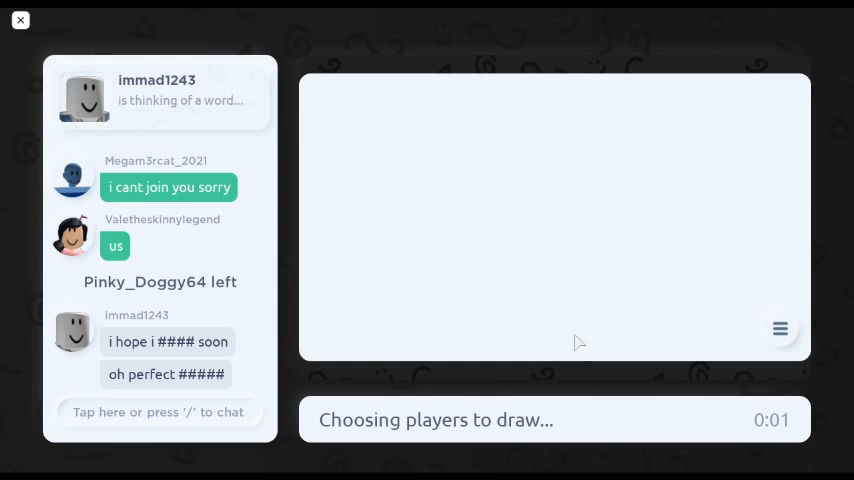 immad1243
is thinking of a word...
Megam3rcat_2021
i cant join you sorry
Valetheskinnylegend
us
Pinky_Doggy64 left
immad1243
i hope i #### soon
oh perfect #####
Tap here or press '/' to chat
Choosing players to draw...
0:01